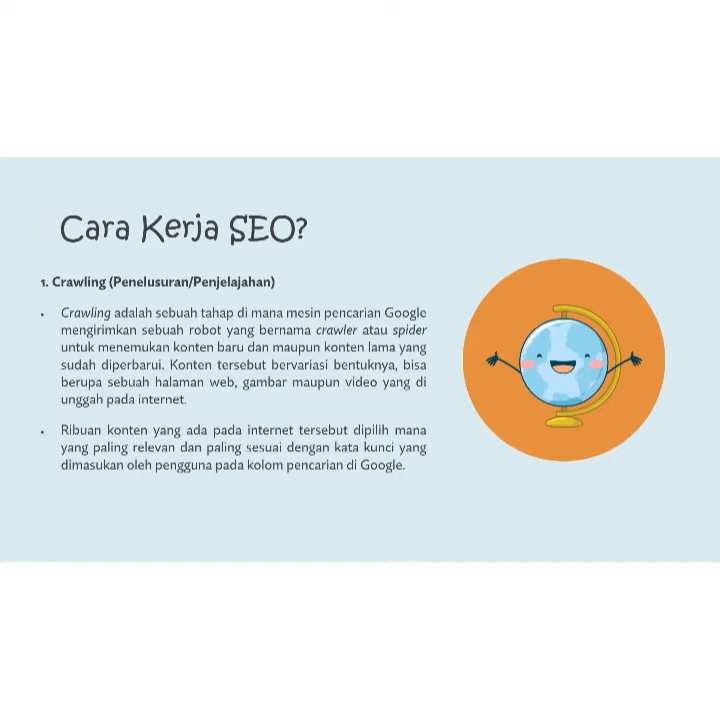 Cara Kerja SEO?
1. Crawling (Penelusuran/Penjelajahan)
• Crawling adalah sebuah tahap di mana mesin pencarian Google
mengirimkan sebuah robot yang bernama crawler atau spider
untuk menemukan konten baru dan maupun konten lama yang
sudah diperbarui. Konten tersebut bervariasi bentuknya, bisa
berupa sebuah halaman web, gambar maupun video yang di
unggah pada internet.
• Ribuan konten yang ada pada internet tersebut dipilih mana
yang paling relevan dan paling sesuai dengan kata kunci yang
dimasukan oleh pengguna pada kolom pencarian di Google.